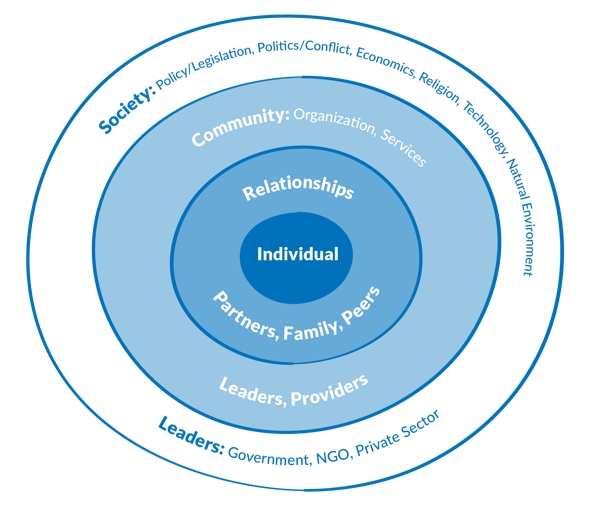 Society: Policy/Legislation, Politics/Conflict, Economics, Religion, Technology, Natural Environment
Community: Organization, Services
Relationships
Individual
Partners, Family, Peers
Leaders, Providers
Leaders: Government, NGO, Private Sector